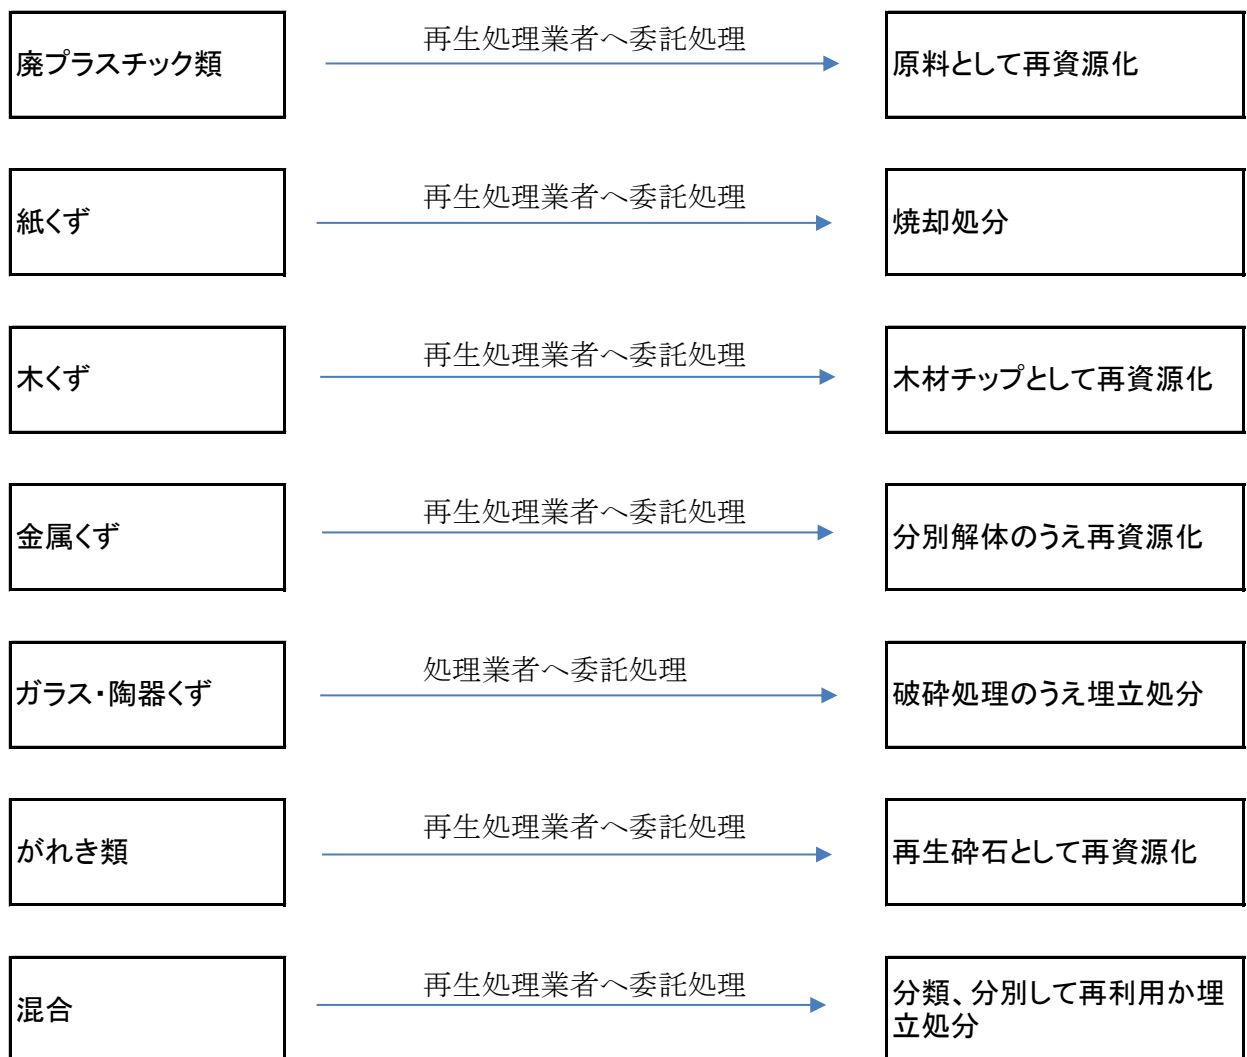 廃プラスチック類
再生処理業者へ委託処理
原料として再資源化
紙くず
再生処理業者へ委託処理
焼却処分
木くず
再生処理業者へ委託処理
木材チップとして再資源化
金属くず
再生処理業者へ委託処理
分別解体のうえ再資源化
ガラス・陶器くず
処理業者へ委託処理
破砕処理のうえ埋立処分
がれき類
再生処理業者へ委託処理
再生砕石として再資源化
混合
再生処理業者へ委託処理
分類、分別して再利用か埋
立処分